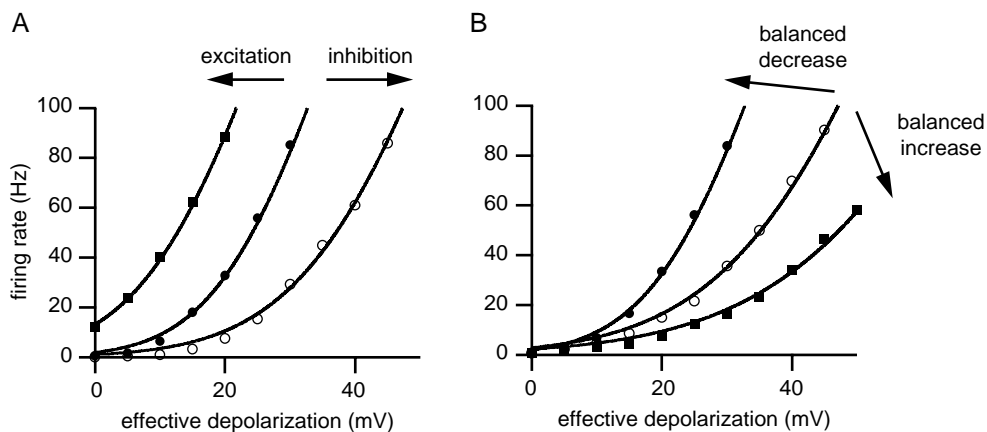 A
excitation
inhibition
100
80
60
40
20
0
firing rate (Hz)
0
20
40
effective depolarization (mV)
B
balanced
decrease
balanced
increase
100
80
60
40
20
0
0
20
40
effective depolarization (mV)